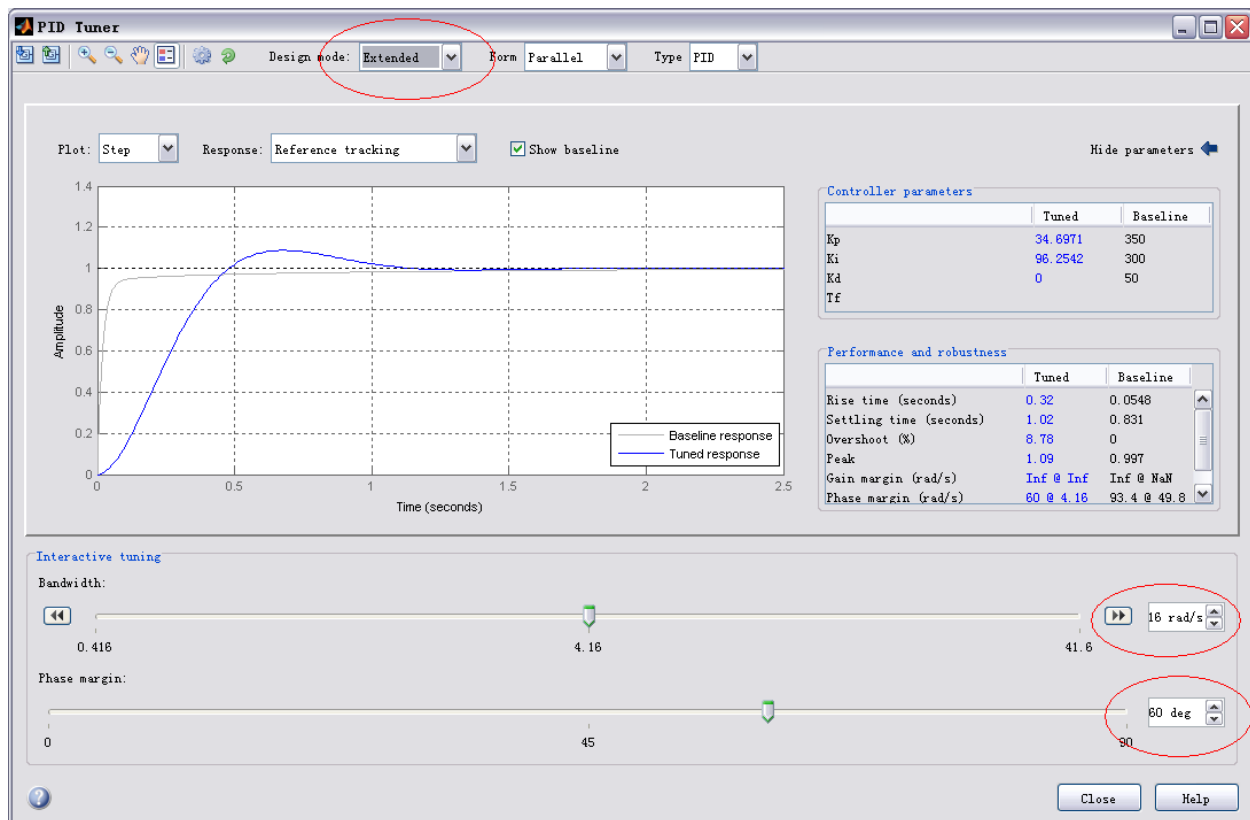 PID Tuner
Design mode: Extended Form Parallel Type PID
Plot: Step Response: Reference tracking Show baseline
Hide parameters
1.4
1.2
1
0.8
0.6
0.4
0.2
0
Amplitude
0 0.5 1 1.5 2 2.5
Time (seconds)
Baseline response
Tuned response
Controller parameters
Tuned Baseline
Kp 34.6971 350
Ki 96.2542 300
Kd 0 50
Tf
Performance and robustness
Tuned Baseline
Rise time (seconds) 0.32 0.0548
Settling time (seconds) 1.02 0.831
Overshoot (%) 8.78 0
Peak 1.09 0.997
Gain margin (rad/s) Inf @ Inf Inf @ NaN
Phase margin (rad/s) 60 @ 4.16 93.4 @ 49.8
Interactive tuning
Bandwidth:
16 rad/s
0.416 4.16 41.6
Phase margin:
60 deg
0 45 90
Close Help